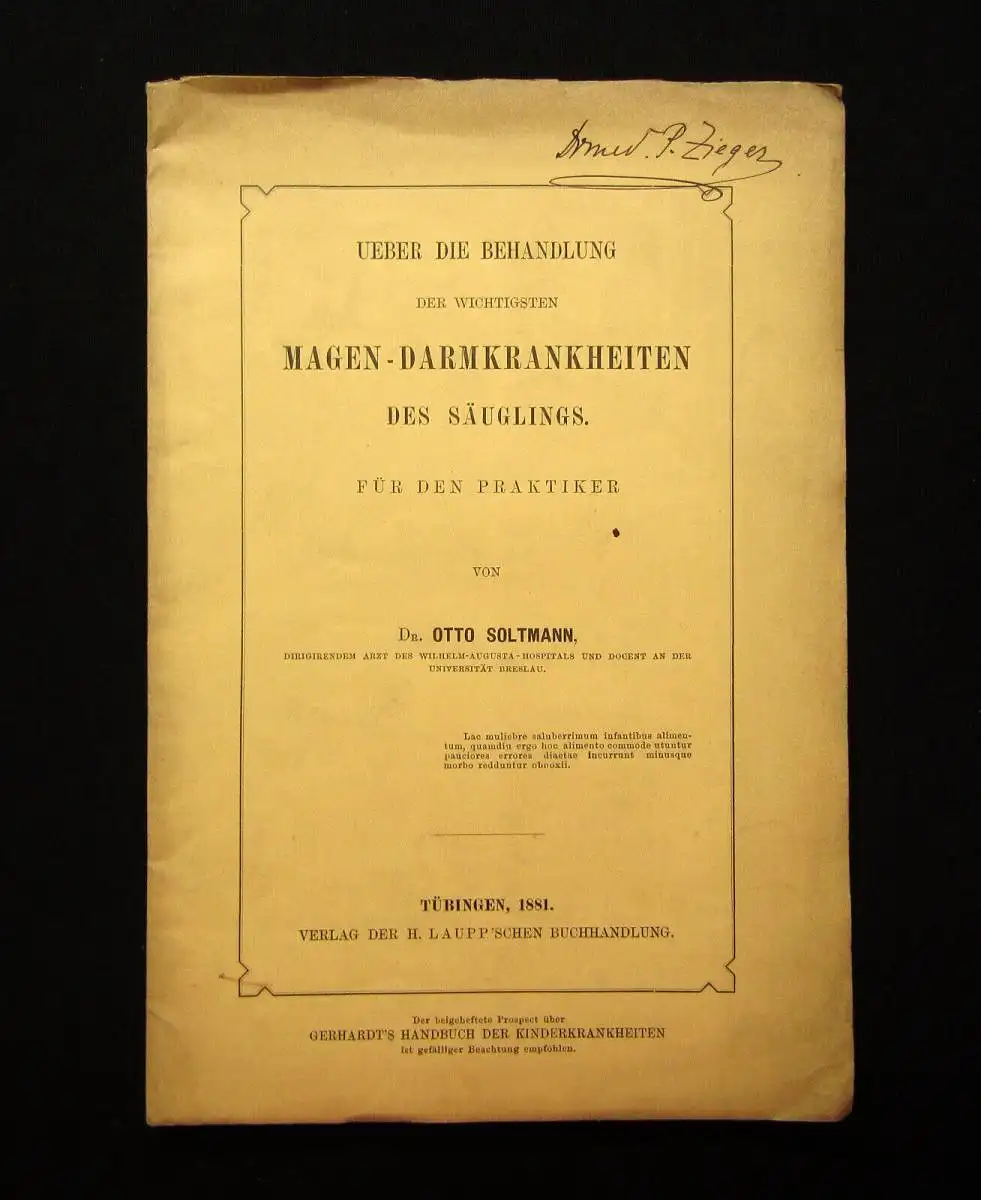 Dr med. P. Zieger
UEBER DIE BEHANDLUNG
DER WICHTIGSTEN
MAGEN-DARMKRANKHEITEN
DES SÄUGLINGS.
FÜR DEN PRAKTIKER
VON
DR. OTTO SOLTMANN,
DIRIGIRENDEM ARZT DES WILHELM-AUGUSTA-HOSPITALS UND DOCENT AN DER
UNIVERSITÄT BRESLAU.
Lac muliebre saluberrimum infantibus alimen-
tum, quamdiu ergo hoc alimento commode utuntur
pauciores errores diaetae incurrunt minusque
morbo redduntur obnoxii.
TÜBINGEN, 1881.
VERLAG DER H. LAUPP'SCHEN BUCHHANDLUNG.
Der beigeheftete Prospect über
GERHARDT'S HANDBUCH DER KINDERKRANKHEITEN
ist gefälliger Beachtung empfohlen.